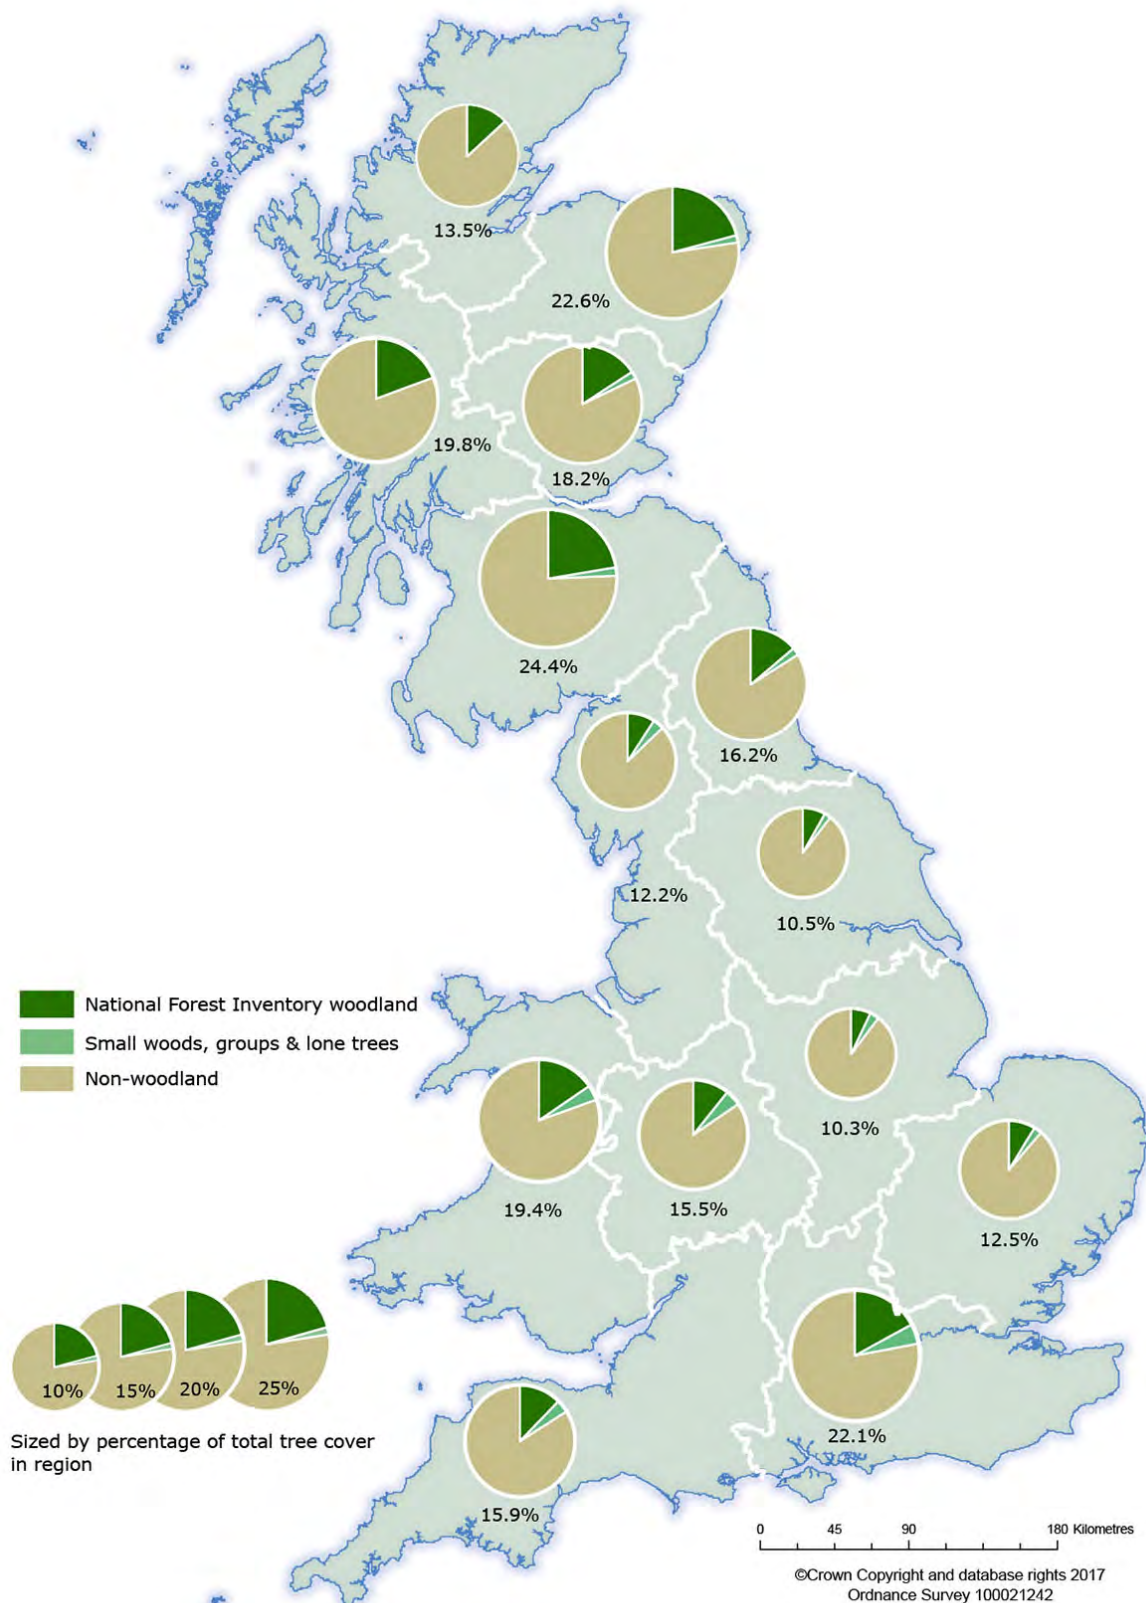 13.5%
22.6%
19.8%
18.2%
24.4%
16.2%
12.2%
10.5%
National Forest Inventory woodland
Small woods, groups & lone trees
Non-woodland
10.3%
19.4%
15.5%
12.5%
10%
15%
20%
25%
Sized by percentage of total tree cover
in region
22.1%
15.9%
0
45
90
180 Kilometres
©Crown Copyright and database rights 2017
Ordnance Survey 100021242